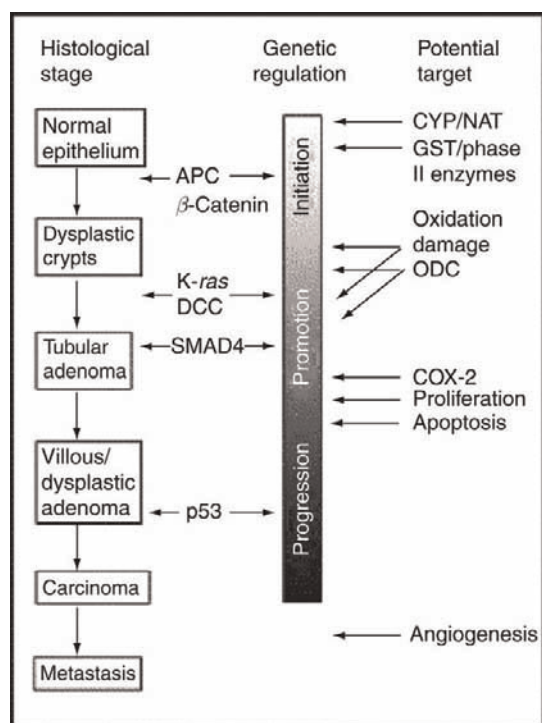 Histological
stage
Genetic
regulation
Potential
target
Normal
epithelium
Dysplastic
crypts
Tubular
adenoma
Villous/
dysplastic
adenoma
Carcinoma
Metastasis
APC
β-Catenin
K-ras
DCC
SMAD4
p53
Initiation
Promotion
Progression
CYP/NAT
GST/phase
II enzymes
Oxidation
damage
ODC
COX-2
Proliferation
Apoptosis
Angiogenesis